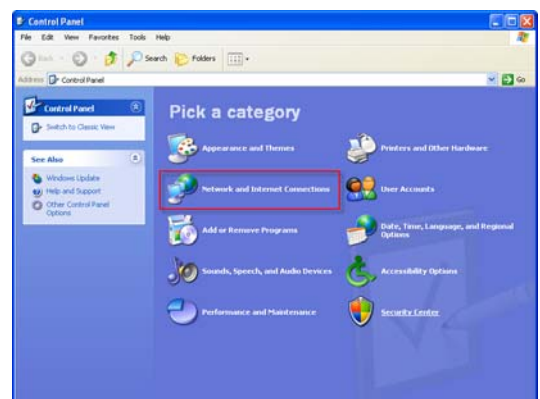 Control Panel
File Edit View Favorites Tools Help
Back Search Folders
Address Control Panel Go
Control Panel
Switch to Classic View
See Also
Windows Update
Help and Support
Other Control Panel
Options
Pick a category
Appearance and Themes
Printers and Other Hardware
Network and Internet Connections
User Accounts
Add or Remove Programs
Date, Time, Language, and Regional
Options
Sounds, Speech, and Audio Devices
Accessibility Options
Performance and Maintenance
Security Center